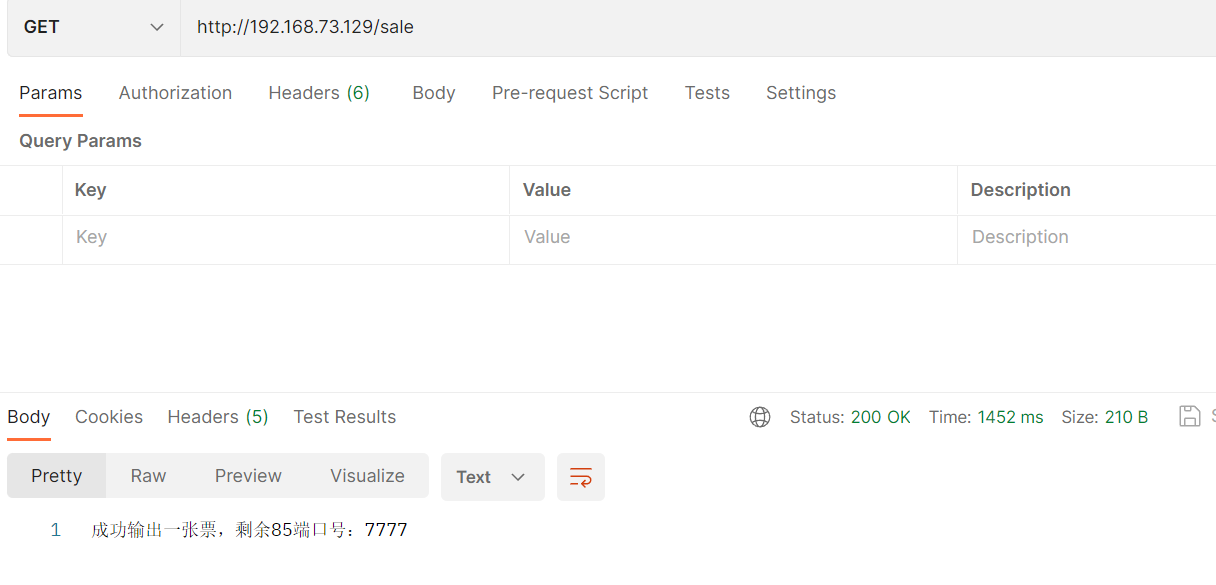 GET http://192.168.73.129/sale
Params Authorization Headers (6) Body Pre-request Script Tests Settings
Query Params
Key Value Description
Key Value Description
Body Cookies Headers (5) Test Results Status: 200 OK Time: 1452 ms Size: 210 B
Pretty Raw Preview Visualize Text
1 成功输出一张票，剩余85端口号：7777